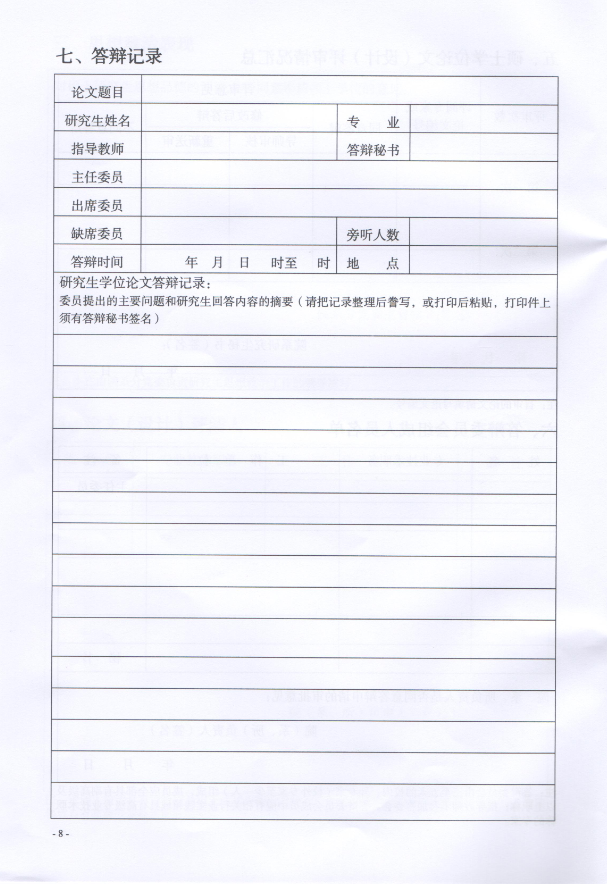 七、答辩记录
论文题目
研究生姓名 专 业
指导教师 答辩秘书
主任委员
出席委员
缺席委员 旁听人数
答辩时间 年 月 日 时至 时 地 点
研究生学位论文答辩记录：
委员提出的主要问题和研究生回答内容的摘要（请把记录整理后誊写，或打印后粘贴，打印件上
须有答辩秘书签名）
- 8 -